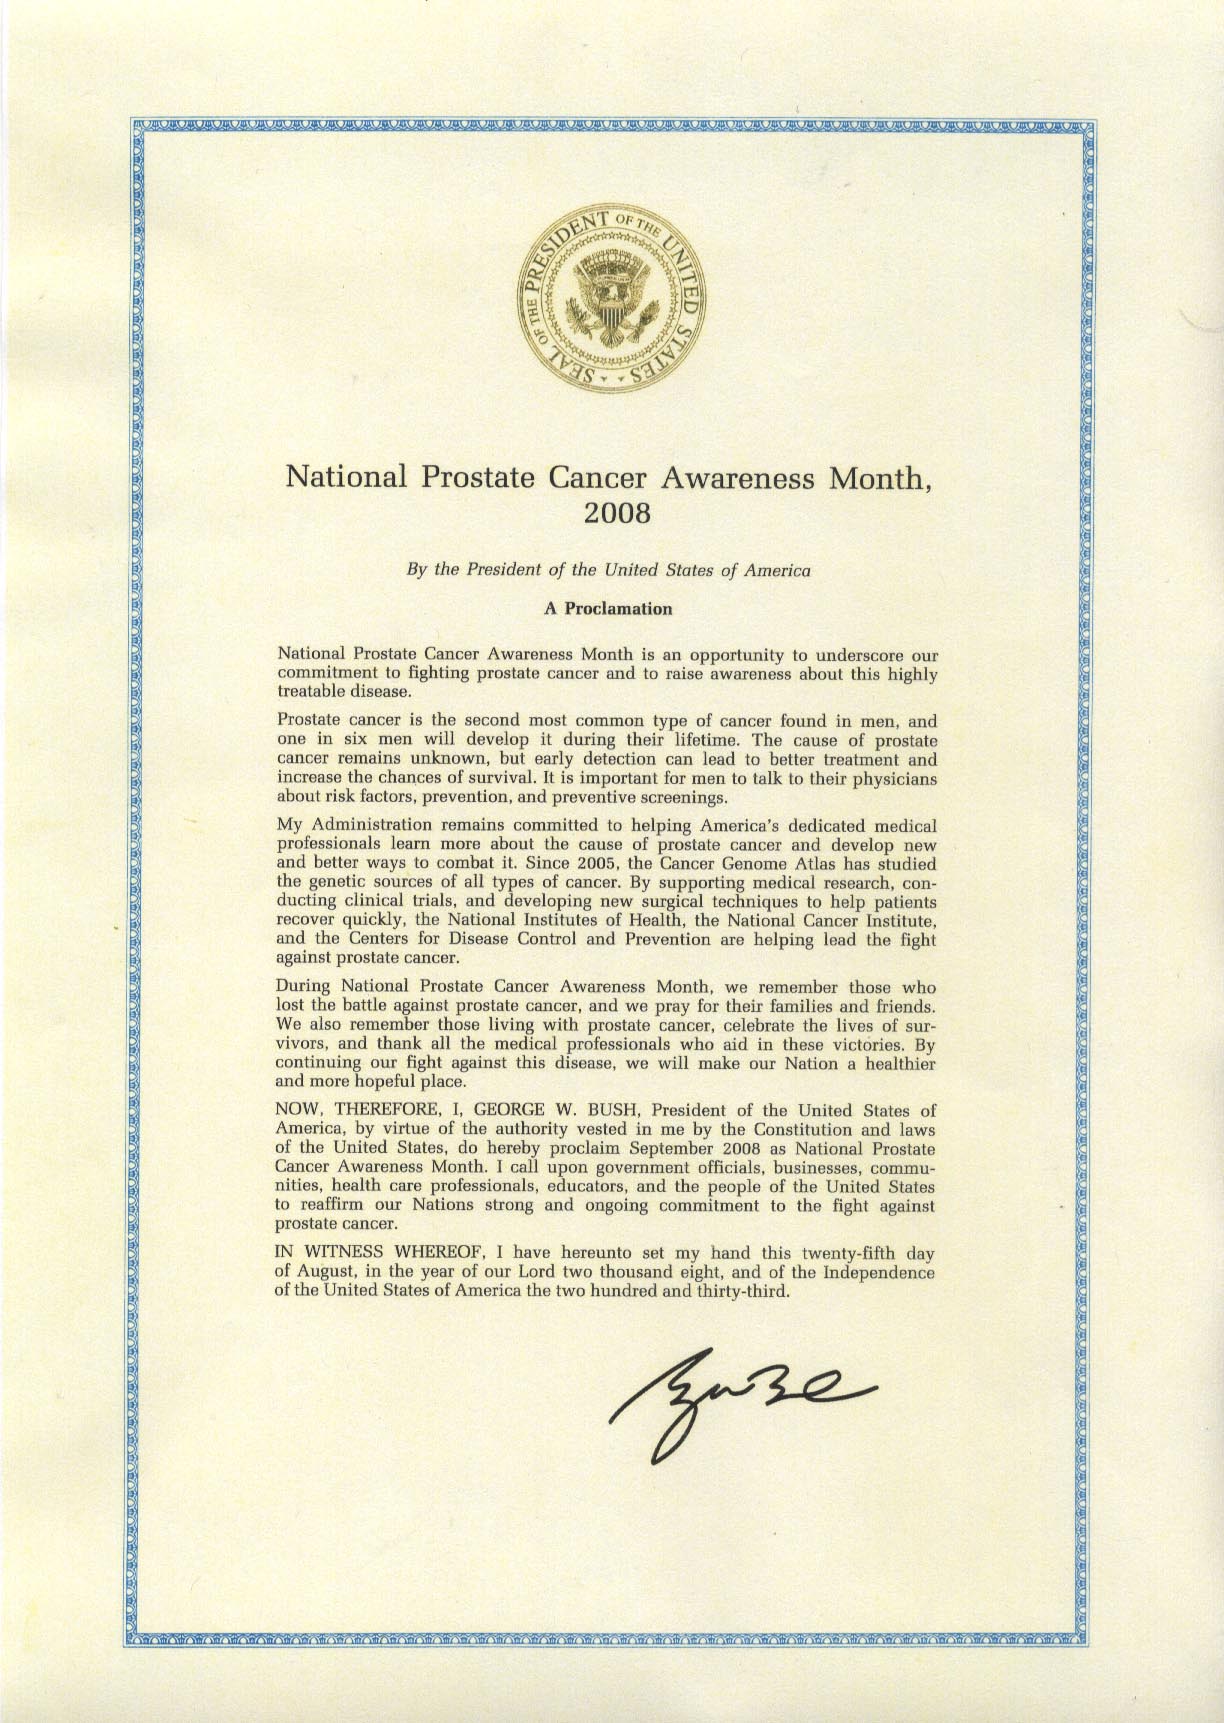 SEAL OF THE PRESIDENT OF THE UNITED STATES
National Prostate Cancer Awareness Month,
2008
By the President of the United States of America
A Proclamation
National Prostate Cancer Awareness Month is an opportunity to underscore our
commitment to fighting prostate cancer and to raise awareness about this highly
treatable disease.
Prostate cancer is the second most common type of cancer found in men, and
one in six men will develop it during their lifetime. The cause of prostate
cancer remains unknown, but early detection can lead to better treatment and
increase the chances of survival. It is important for men to talk to their physicians
about risk factors, prevention, and preventive screenings.
My Administration remains committed to helping America's dedicated medical
professionals learn more about the cause of prostate cancer and develop new
and better ways to combat it. Since 2005, the Cancer Genome Atlas has studied
the genetic sources of all types of cancer. By supporting medical research, con-
ducting clinical trials, and developing new surgical techniques to help patients
recover quickly, the National Institutes of Health, the National Cancer Institute,
and the Centers for Disease Control and Prevention are helping lead the fight
against prostate cancer.
During National Prostate Cancer Awareness Month, we remember those who
lost the battle against prostate cancer, and we pray for their families and friends.
We also remember those living with prostate cancer, celebrate the lives of sur-
vivors, and thank all the medical professionals who aid in these victories. By
continuing our fight against this disease, we will make our Nation a healthier
and more hopeful place.
NOW, THEREFORE, I, GEORGE W. BUSH, President of the United States of
America, by virtue of the authority vested in me by the Constitution and laws
of the United States, do hereby proclaim September 2008 as National Prostate
Cancer Awareness Month. I call upon government officials, businesses, commu-
nities, health care professionals, educators, and the people of the United States
to reaffirm our Nations strong and ongoing commitment to the fight against
prostate cancer.
IN WITNESS WHEREOF, I have hereunto set my hand this twenty-fifth day
of August, in the year of our Lord two thousand eight, and of the Independence
of the United States of America the two hundred and thirty-third.